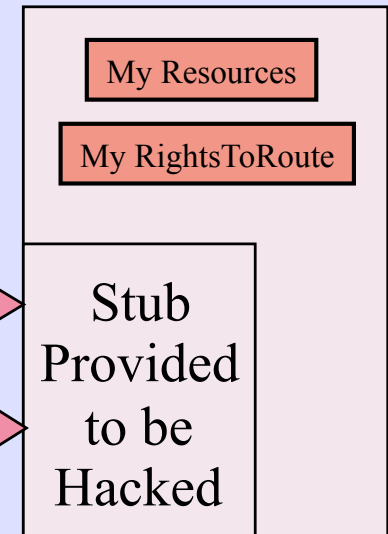 My Resources
My RightsToRoute
Stub
Provided
to be
Hacked